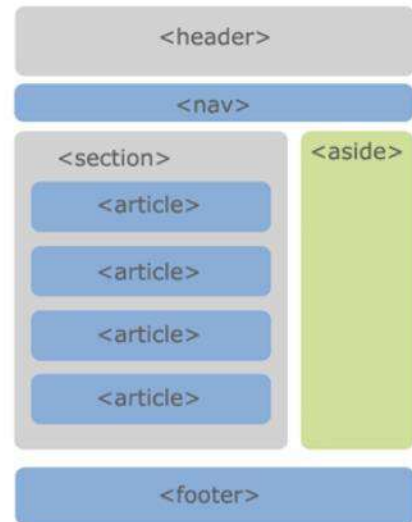 <header>
<nav>
<section>
<aside>
<article>
<article>
<article>
<article>
<footer>